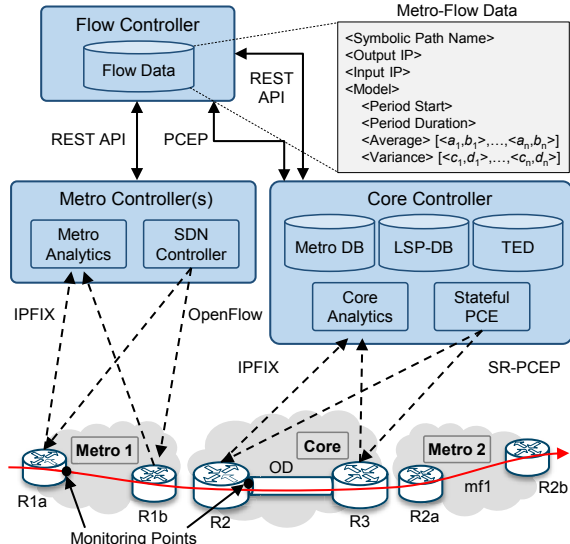 Flow Controller
Flow Data
Metro-Flow Data
<Symbolic Path Name>
<Output IP>
<Input IP>
<Model>
<Period Start>
<Period Duration>
<Average> [<a1,b1>,…,<an,bn>]
<Variance> [<c1,d1>,…,<cn,dn>]
REST
API
REST API
PCEP
Metro Controller(s)
Metro
Analytics
SDN
Controller
Core Controller
Metro DB
LSP-DB
TED
Core
Analytics
Stateful
PCE
IPFIX
OpenFlow
IPFIX
SR-PCEP
Metro 1
Core
Metro 2
OD
mf1
R1a
R1b
R2
R3
R2a
R2b
Monitoring Points